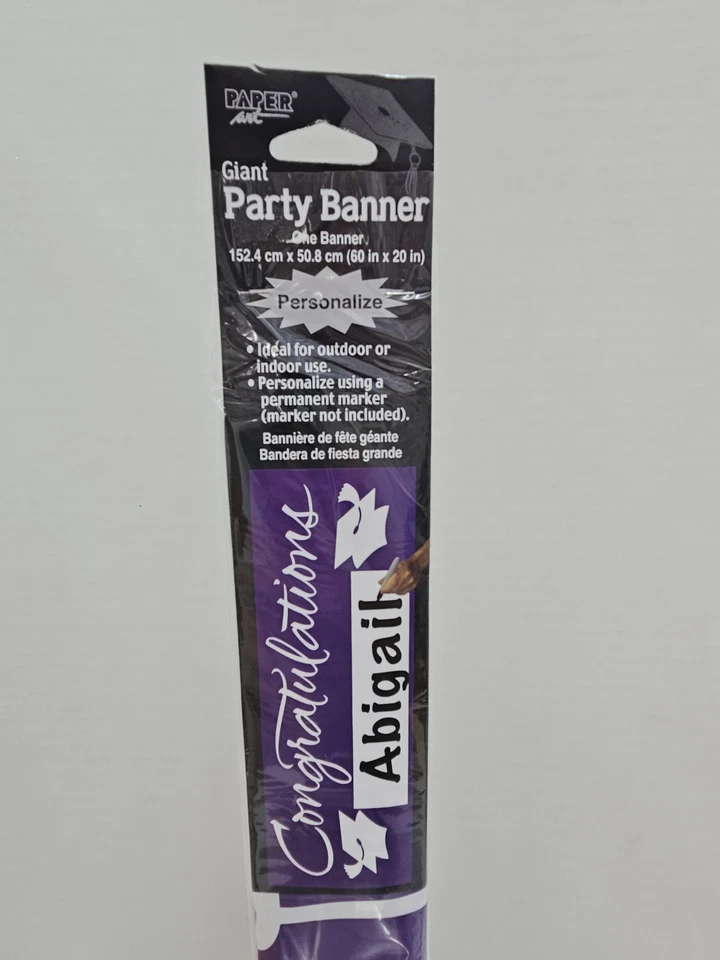 PAPER®
art
Giant
Party Banner
One Banner
152.4 cm x 50.8 cm (60 in x 20 in)
Personalize
• Ideal for outdoor or
indoor use.
• Personalize using a
permanent marker
(marker not included).
Bannière de fête géante
Bandera de fiesta grande
Congratulations
Abigail